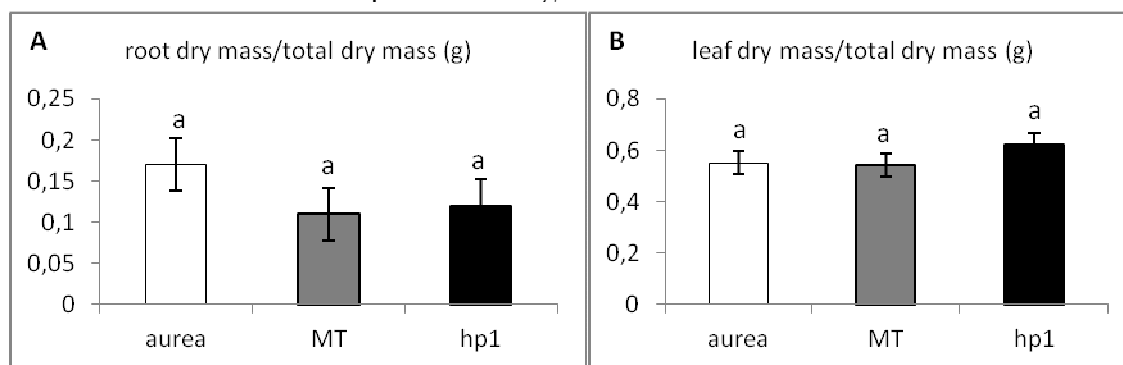 A root dry mass/total dry mass (g)
0,25
0,2
0,15
0,1
0,05
0
a
a
a
aurea MT hp1
B leaf dry mass/total dry mass (g)
0,8
0,6
0,4
0,2
0
a
a
a
aurea MT hp1